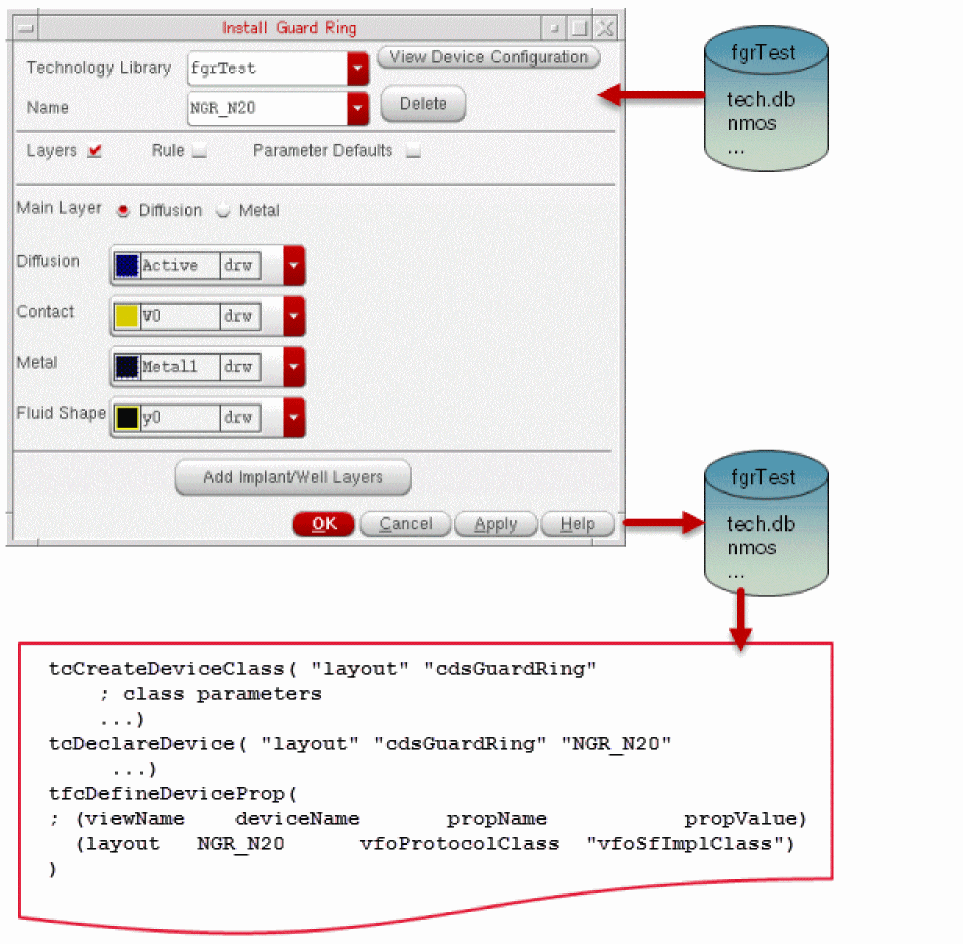 Install Guard Ring
Technology Library fgrTest View Device Configuration
Name NGR_N20 Delete
Layers Rule Parameter Defaults
Main Layer Diffusion Metal
Diffusion Active drw
Contact V0 drw
Metal Metal1 drw
Fluid Shape y0 drw
Add Implant/Well Layers
OK Cancel Apply Help
fgrTest
tech.db
nmos
...
fgrTest
tech.db
nmos
...
tcCreateDeviceClass( "layout" "cdsGuardRing"
; class parameters
...)
tcDeclareDevice( "layout" "cdsGuardRing" "NGR_N20"
...)
tfcDefineDeviceProp(
; (viewName deviceName propName propValue)
(layout NGR_N20 vfoProtocolClass "vfoSfImplClass")
)